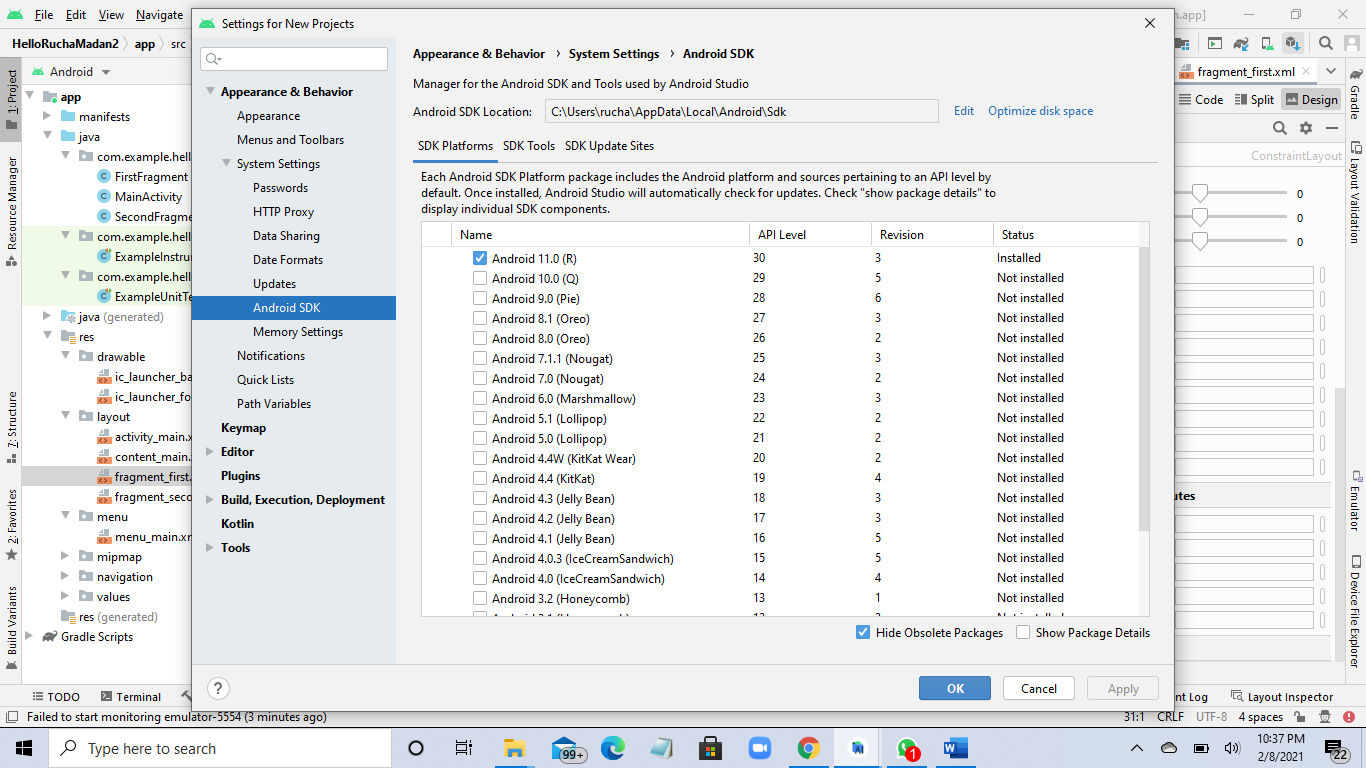 File Edit View Navigate
Settings for New Projects
.app]
HelloRuchaMadan2 app src
Android
fragment_first.xml
Code Split Design
ConstraintLayout
0
0
0
utes
1: Project
Resource Manager
7: Structure
2: Favorites
Build Variants
app
manifests
java
com.example.hell
FirstFragment
MainActivity
SecondFragme
com.example.hell
ExampleInstru
com.example.hell
ExampleUnitTe
java (generated)
res
drawable
ic_launcher_ba
ic_launcher_fo
layout
activity_main.x
content_main.
fragment_first.
fragment_seco
menu
menu_main.xm
mipmap
navigation
values
res (generated)
Gradle Scripts
Appearance & Behavior
Appearance
Menus and Toolbars
System Settings
Passwords
HTTP Proxy
Data Sharing
Date Formats
Updates
Android SDK
Memory Settings
Notifications
Quick Lists
Path Variables
Keymap
Editor
Plugins
Build, Execution, Deployment
Kotlin
Tools
?
Appearance & Behavior › System Settings › Android SDK
Manager for the Android SDK and Tools used by Android Studio
Android SDK Location: C:\Users\rucha\AppData\Local\Android\Sdk Edit Optimize disk space
SDK Platforms SDK Tools SDK Update Sites
Each Android SDK Platform package includes the Android platform and sources pertaining to an API level by
default. Once installed, Android Studio will automatically check for updates. Check "show package details" to
display individual SDK components.
Name API Level Revision Status
Android 11.0 (R) 30 3 Installed
Android 10.0 (Q) 29 5 Not installed
Android 9.0 (Pie) 28 6 Not installed
Android 8.1 (Oreo) 27 3 Not installed
Android 8.0 (Oreo) 26 2 Not installed
Android 7.1.1 (Nougat) 25 3 Not installed
Android 7.0 (Nougat) 24 2 Not installed
Android 6.0 (Marshmallow) 23 3 Not installed
Android 5.1 (Lollipop) 22 2 Not installed
Android 5.0 (Lollipop) 21 2 Not installed
Android 4.4W (KitKat Wear) 20 2 Not installed
Android 4.4 (KitKat) 19 4 Not installed
Android 4.3 (Jelly Bean) 18 3 Not installed
Android 4.2 (Jelly Bean) 17 3 Not installed
Android 4.1 (Jelly Bean) 16 5 Not installed
Android 4.0.3 (IceCreamSandwich) 15 5 Not installed
Android 4.0 (IceCreamSandwich) 14 4 Not installed
Android 3.2 (Honeycomb) 13 1 Not installed
Hide Obsolete Packages Show Package Details
OK Cancel Apply
Gradle
Layout Validation
Emulator
Device File Explorer
TODO Terminal
nt Log Layout Inspector
Failed to start monitoring emulator-5554 (3 minutes ago)
31:1 CRLF UTF-8 4 spaces
Type here to search
99+
1
10:37 PM
2/8/2021
22